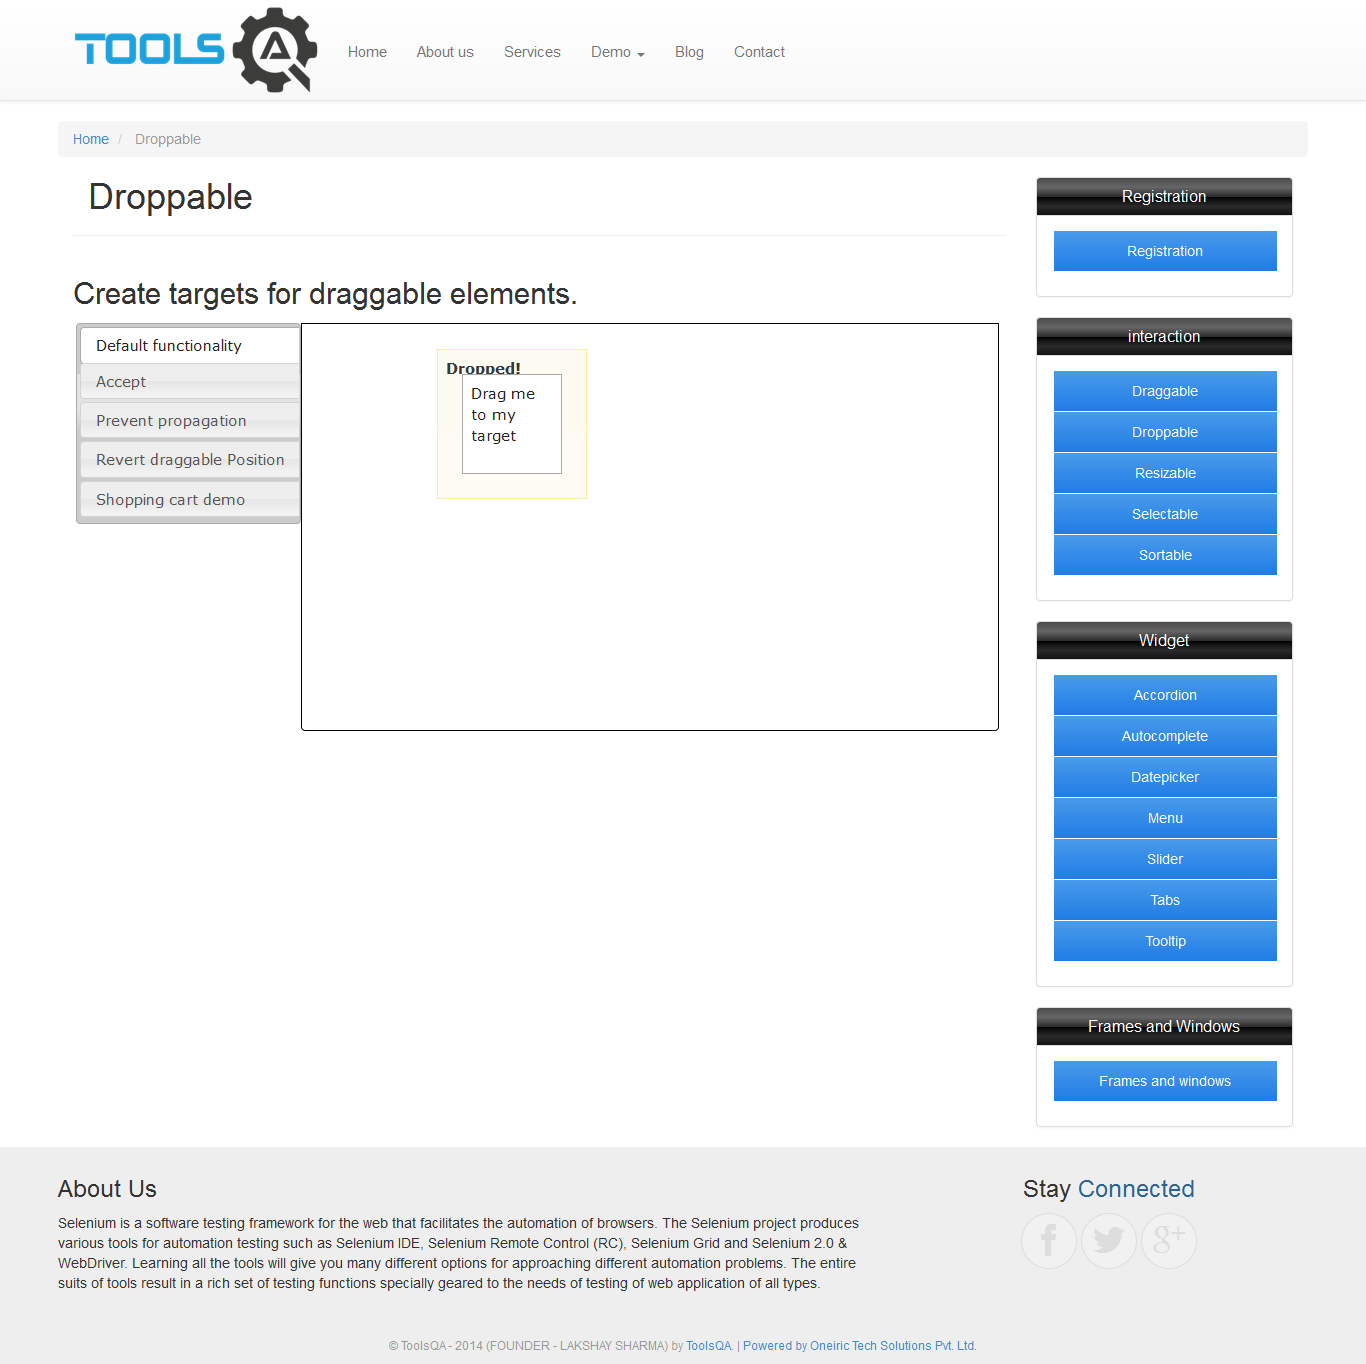 TOOLS QA
Home About us Services Demo Blog Contact
Home / Droppable
Droppable
Create targets for draggable elements.
Default functionality
Accept
Prevent propagation
Revert draggable Position
Shopping cart demo
Dropped!
Drag me
to my
target
Registration
Registration
interaction
Draggable
Droppable
Resizable
Selectable
Sortable
Widget
Accordion
Autocomplete
Datepicker
Menu
Slider
Tabs
Tooltip
Frames and Windows
Frames and windows
About Us
Selenium is a software testing framework for the web that facilitates the automation of browsers. The Selenium project produces
various tools for automation testing such as Selenium IDE, Selenium Remote Control (RC), Selenium Grid and Selenium 2.0 &
WebDriver. Learning all the tools will give you many different options for approaching different automation problems. The entire
suits of tools result in a rich set of testing functions specially geared to the needs of testing of web application of all types.
Stay Connected
f g+
© ToolsQA - 2014 (FOUNDER - LAKSHAY SHARMA) by ToolsQA. | Powered by Oneiric Tech Solutions Pvt. Ltd.